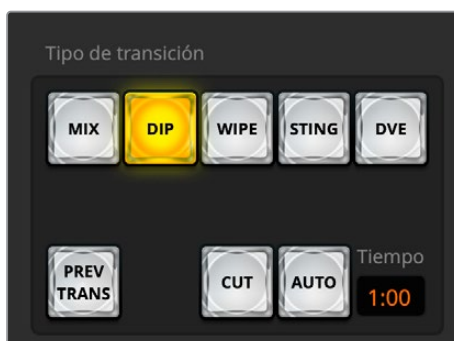 Tipo de transición
MIX DIP WIPE STING DVE
Tiempo
PREV
TRANS CUT AUTO 1:00